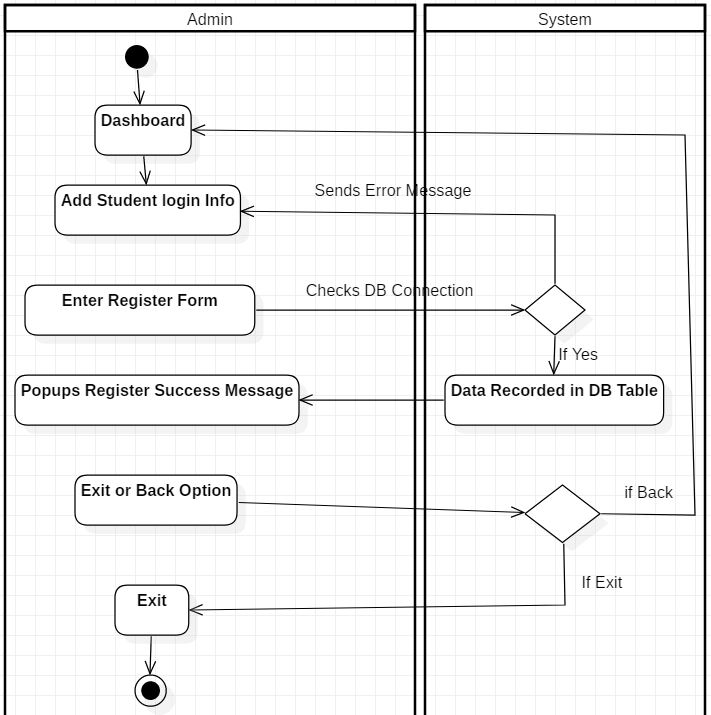 Admin
System
Dashboard
Add Student login Info
Sends Error Message
Enter Register Form
Checks DB Connection
If Yes
Popups Register Success Message
Data Recorded in DB Table
Exit or Back Option
if Back
If Exit
Exit